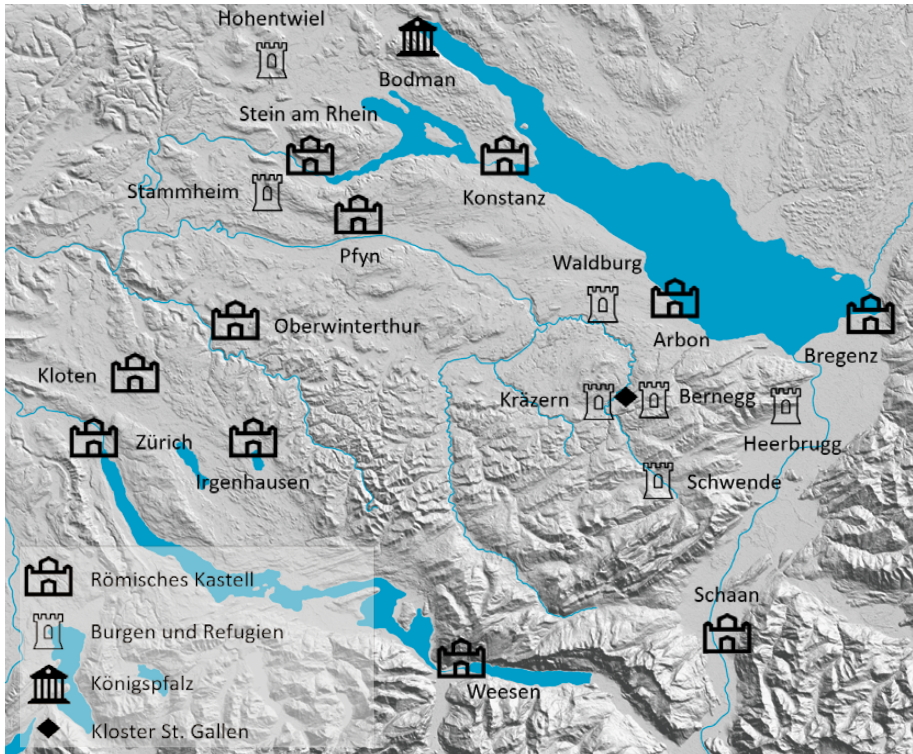 Hohentwiel
Bodman
Stein am Rhein
Stammheim
Konstanz
Pfyn
Waldburg
Oberwinterthur
Arbon
Bregenz
Kloten
Kräzern
Bernegg
Heerbrugg
Zürich
Irgenhausen
Schwende
Römisches Kastell
Schaan
Burgen und Refugien
Königspfalz
Weesen
Kloster St. Gallen